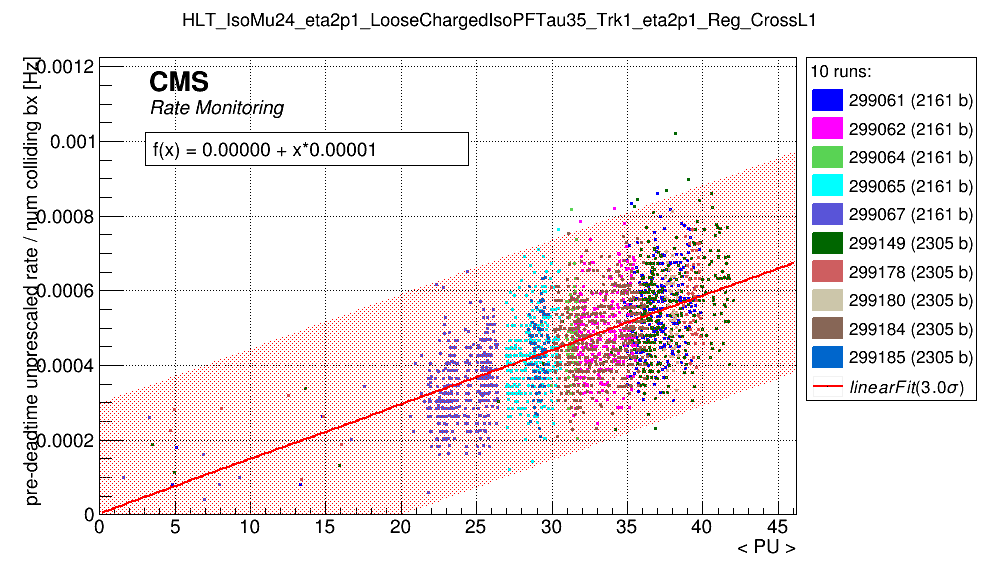 HLT_IsoMu24_eta2p1_LooseChargedIsoPFTau35_Trk1_eta2p1_Reg_CrossL1
pre-deadtime unprescaled rate / num colliding bx [Hz]
0.0012
0.001
0.0008
0.0006
0.0004
0.0002
0
CMS
Rate Monitoring
f(x) = 0.00000 + x*0.00001
0 5 10 15 20 25 30 35 40 45
< PU >
10 runs:
299061 (2161 b)
299062 (2161 b)
299064 (2161 b)
299065 (2161 b)
299067 (2161 b)
299149 (2305 b)
299178 (2305 b)
299180 (2305 b)
299184 (2305 b)
299185 (2305 b)
linearFit(3.0σ)